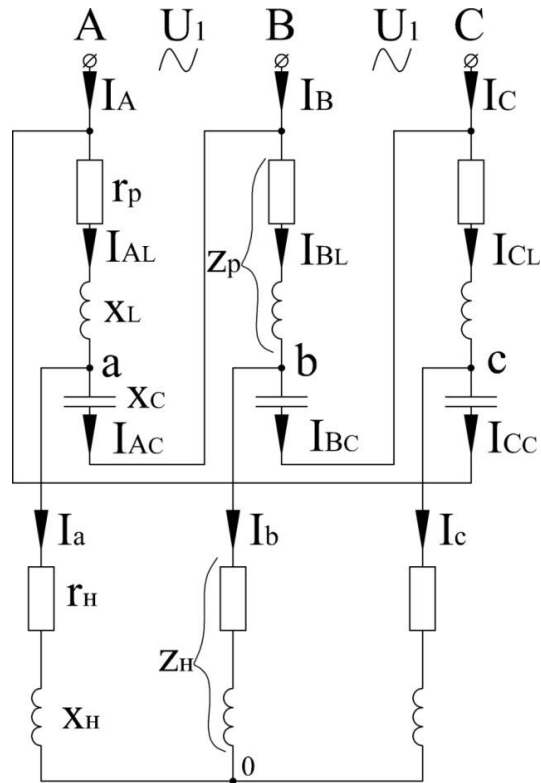 A U1 B U1 C
IA IB IC
rp
zp
IAL IBL ICL
xL
a b c
xC
IAC IBC ICC
Ia Ib Ic
rH
zH
xH
0